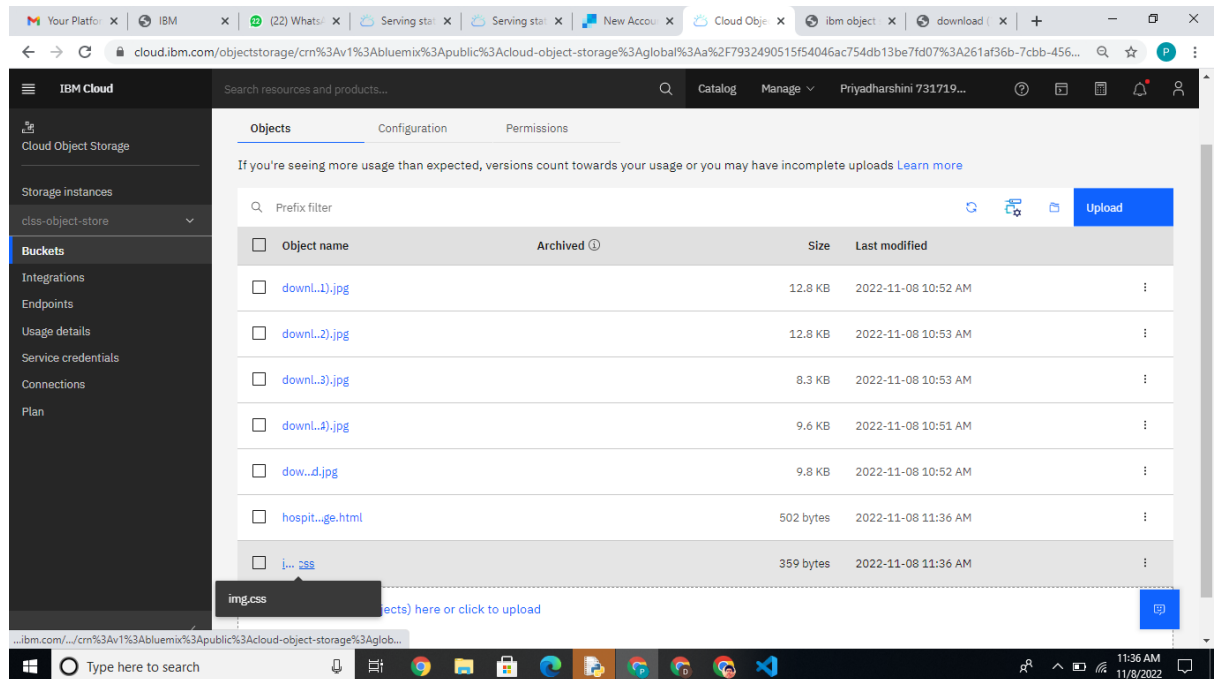 Your Platfor
IBM
(22) WhatsA
Serving stat
Serving stat
New Accou
Cloud Obje
ibm object
download (
cloud.ibm.com/objectstorage/crn%3Av1%3Abluemix%3Apublic%3Acloud-object-storage%3Aglobal%3Aa%2F7932490515f54046ac754db13be7fd07%3A261af36b-7cbb-456...
P
IBM Cloud
Search resources and products...
Catalog
Manage
Priyadharshini 731719...
Cloud Object Storage
Storage instances
clss-object-store
Buckets
Integrations
Endpoints
Usage details
Service credentials
Connections
Plan
Objects
Configuration
Permissions
If you're seeing more usage than expected, versions count towards your usage or you may have incomplete uploads Learn more
Prefix filter
Upload
Object name Archived Size Last modified
downl..1).jpg 12.8 KB 2022-11-08 10:52 AM
downl..2).jpg 12.8 KB 2022-11-08 10:53 AM
downl..3).jpg 8.3 KB 2022-11-08 10:53 AM
downl..4).jpg 9.6 KB 2022-11-08 10:51 AM
dow...d.jpg 9.8 KB 2022-11-08 10:52 AM
hospit...ge.html 502 bytes 2022-11-08 11:36 AM
i... css 359 bytes 2022-11-08 11:36 AM
img.css
jects) here or click to upload
...ibm.com/.../crn%3Av1%3Abluemix%3Apublic%3Acloud-object-storage%3Aglob...
Type here to search
11:36 AM
11/8/2022